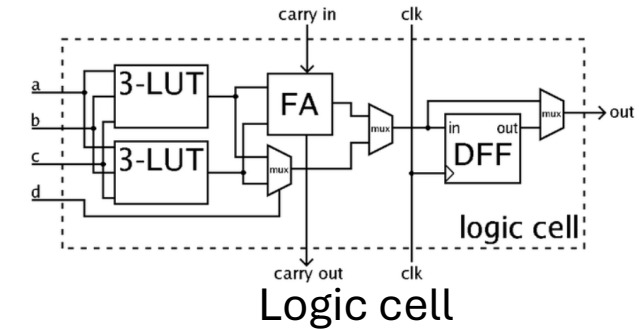 carry in
clk
a
b
c
d
3-LUT
3-LUT
FA
mux
mux
in
out
DFF
mux
out
logic cell
carry out
clk
Logic cell